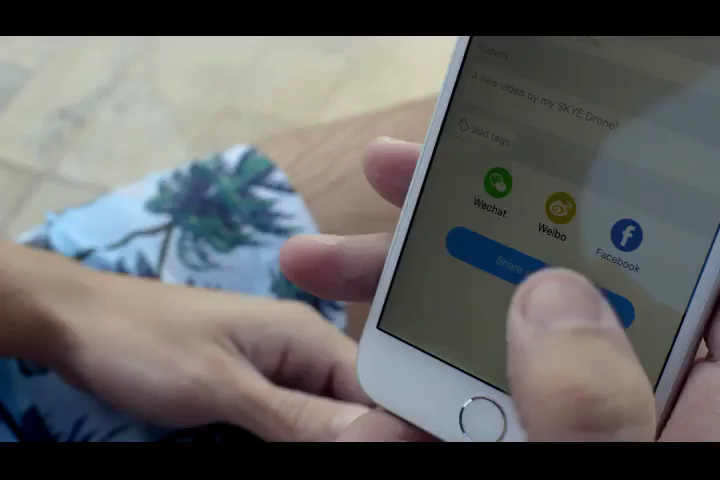 A new video by my SKYE Drone!
add tags
Wechat
Weibo
Facebook
Share